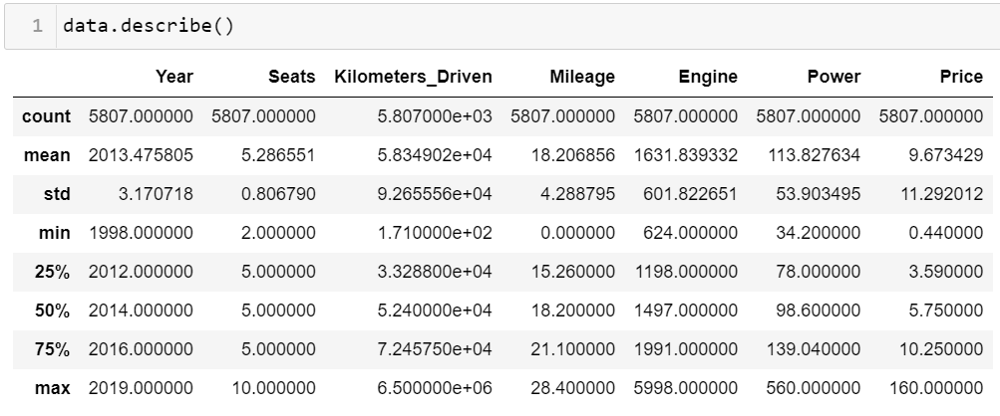 1 data.describe()
Year Seats Kilometers_Driven Mileage Engine Power Price
count 5807.000000 5807.000000 5.807000e+03 5807.000000 5807.000000 5807.000000 5807.000000
mean 2013.475805 5.286551 5.834902e+04 18.206856 1631.839332 113.827634 9.673429
std 3.170718 0.806790 9.265556e+04 4.288795 601.822651 53.903495 11.292012
min 1998.000000 2.000000 1.710000e+02 0.000000 624.000000 34.200000 0.440000
25% 2012.000000 5.000000 3.328800e+04 15.260000 1198.000000 78.000000 3.590000
50% 2014.000000 5.000000 5.240000e+04 18.200000 1497.000000 98.600000 5.750000
75% 2016.000000 5.000000 7.245750e+04 21.100000 1991.000000 139.040000 10.250000
max 2019.000000 10.000000 6.500000e+06 28.400000 5998.000000 560.000000 160.000000